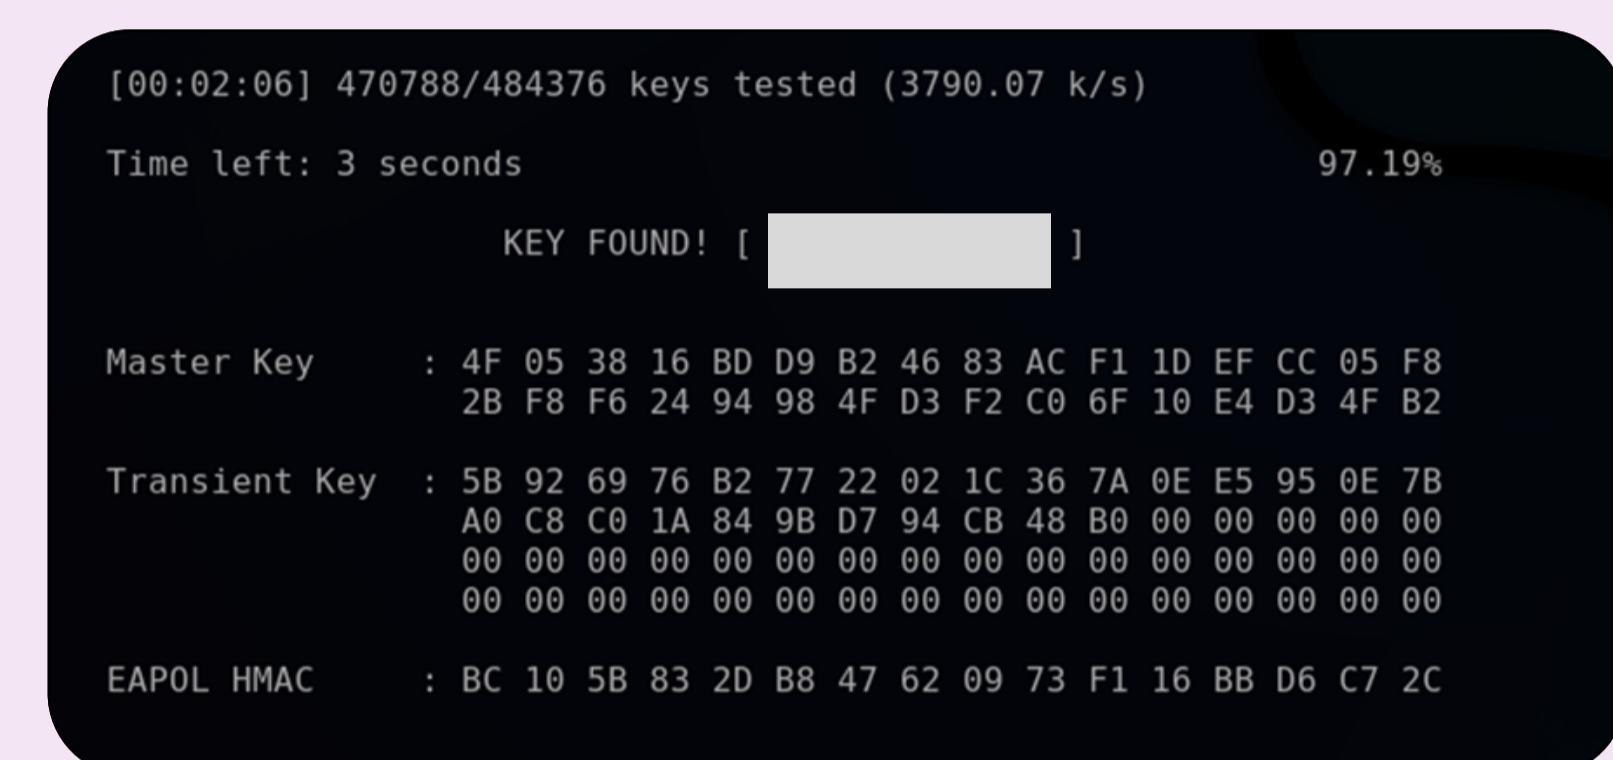 [00:02:06] 470788/484376 keys tested (3790.07 k/s)
Time left: 3 seconds 97.19%
KEY FOUND! [ ]
Master Key : 4F 05 38 16 BD D9 B2 46 83 AC F1 1D EF CC 05 F8
2B F8 F6 24 94 98 4F D3 F2 C0 6F 10 E4 D3 4F B2
Transient Key : 5B 92 69 76 B2 77 22 02 1C 36 7A 0E E5 95 0E 7B
A0 C8 C0 1A 84 9B D7 94 CB 48 B0 00 00 00 00 00
00 00 00 00 00 00 00 00 00 00 00 00 00 00 00 00
00 00 00 00 00 00 00 00 00 00 00 00 00 00 00 00
EAPOL HMAC : BC 10 5B 83 2D B8 47 62 09 73 F1 16 BB D6 C7 2C